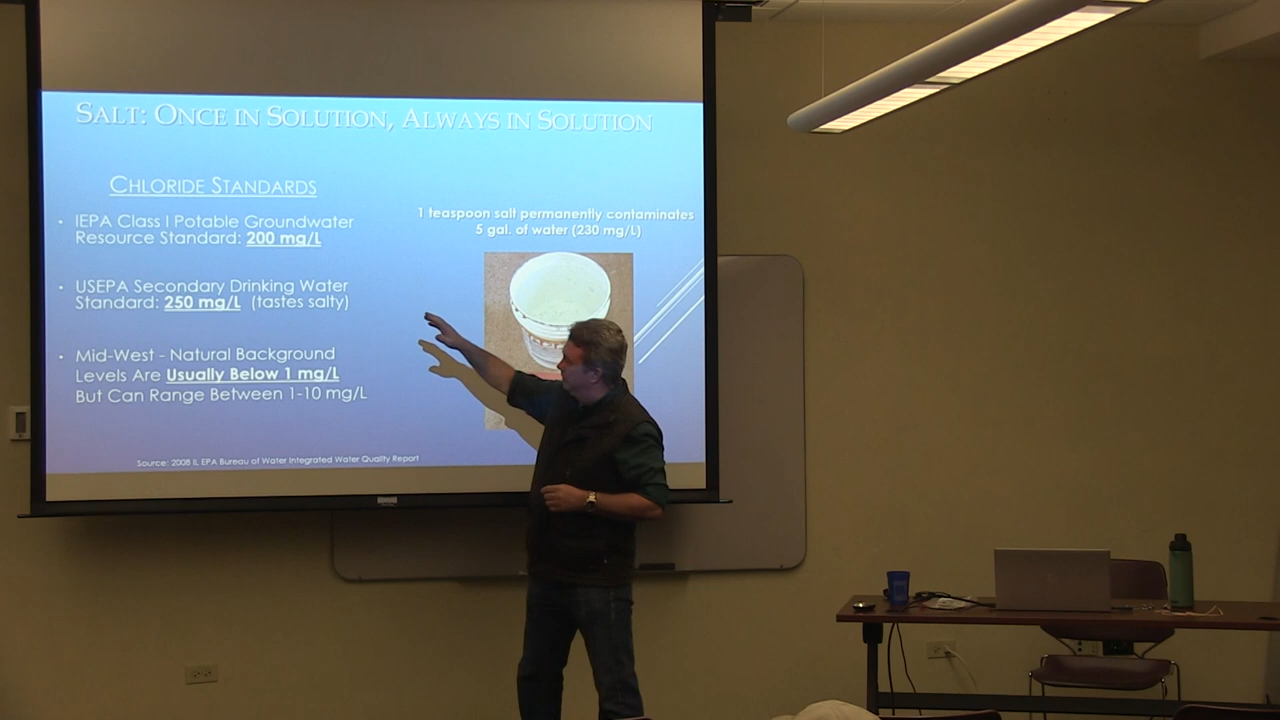 SALT: ONCE IN SOLUTION, ALWAYS IN SOLUTION
CHLORIDE STANDARDS
• IEPA Class I Potable Groundwater
Resource Standard: 200 mg/L
• USEPA Secondary Drinking Water
Standard: 250 mg/L (tastes salty)
• Mid-West - Natural Background
Levels Are Usually Below 1 mg/L
But Can Range Between 1-10 mg/L
1 teaspoon salt permanently contaminates
5 gal. of water (230 mg/L)
Source: 2008 IL EPA Bureau of Water Integrated Water Quality Report